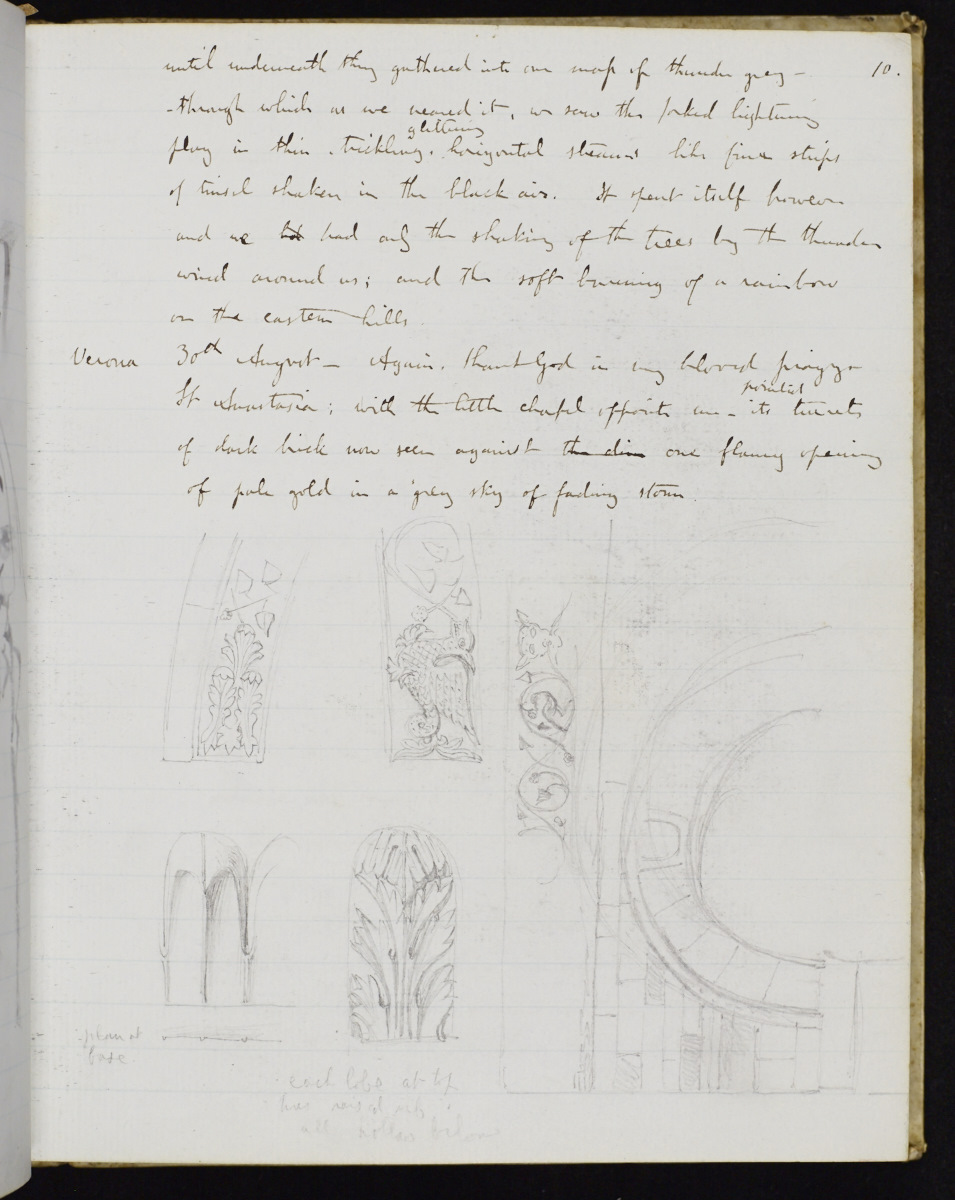 10.
until underneath they gathered into one mass of thunder grey -
- through which as we neared it, we saw the forked lightning
glittering
play in thin, trickling, horizontal streams like fine strips
of tinsel shaken in the black air. It spent itself however
and we had only the shaking of the trees by the thunder
wind around us; and the soft burning of a rainbow
on the eastern hills.
Verona 30th August - Again, thank God in my beloved piazza
pointed
St Anastasia; with the little chapel opposite me - its turrets
of dark brick now seen against the dim one flamy opening
of pale gold in a grey sky of fading storm.
plan at
base
each lobe at top
has raised rib
all hollow below